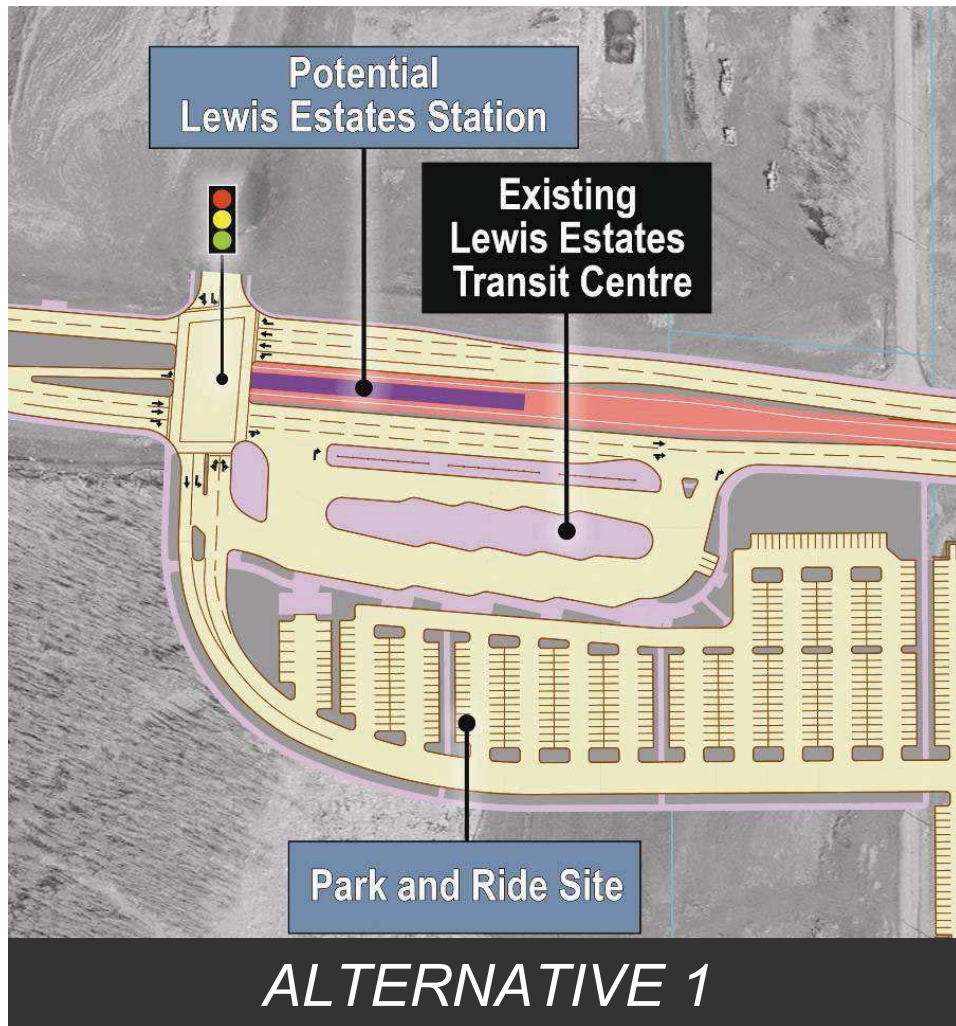 Potential
Lewis Estates Station
Existing
Lewis Estates
Transit Centre
Park and Ride Site
ALTERNATIVE 1